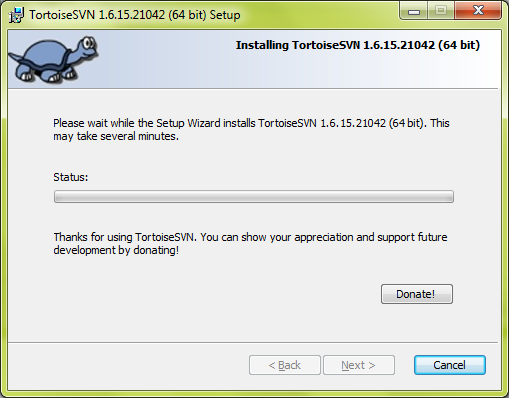 TortoiseSVN 1.6.15.21042 (64 bit) Setup
Installing TortoiseSVN 1.6.15.21042 (64 bit)
Please wait while the Setup Wizard installs TortoiseSVN 1.6.15.21042 (64 bit). This
may take several minutes.
Status:
Thanks for using TortoiseSVN. You can show your appreciation and support future
development by donating!
Donate!
< Back
Next >
Cancel